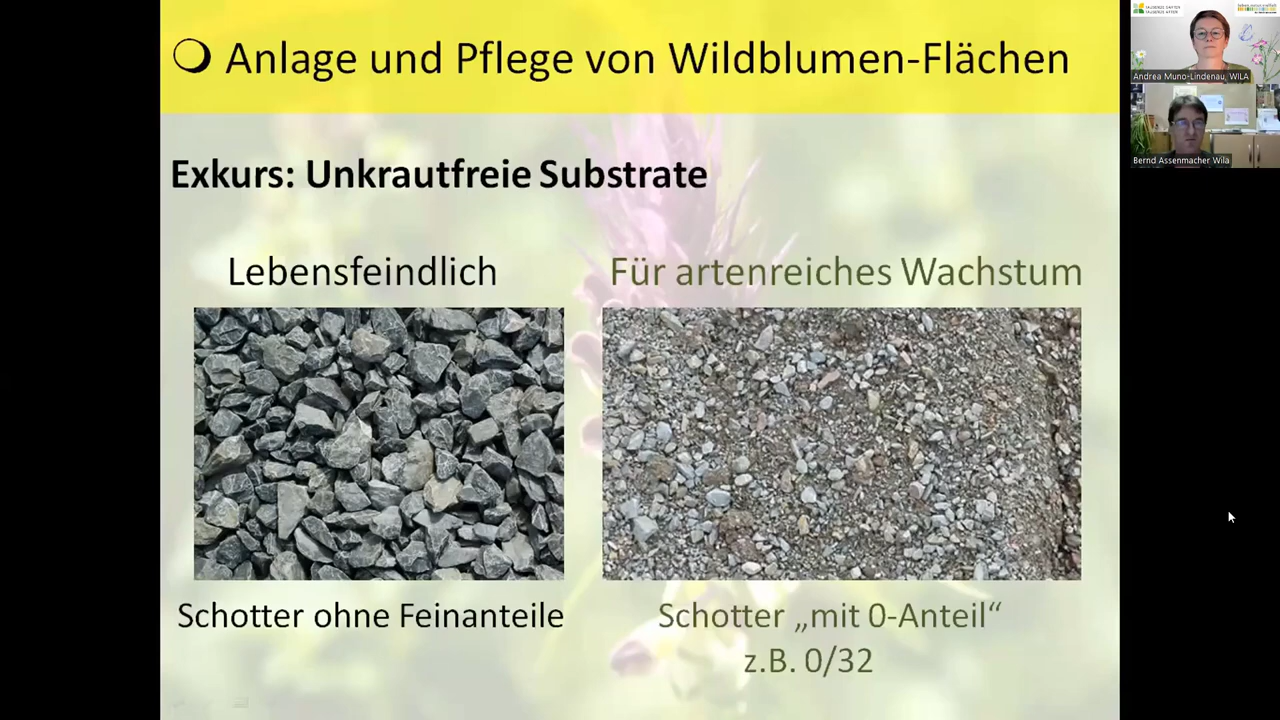 Anlage und Pflege von Wildblumen-Flächen
Exkurs: Unkrautfreie Substrate
Lebensfeindlich
Für artenreiches Wachstum
Schotter ohne Feinanteile
Schotter „mit 0-Anteil“
z.B. 0/32
Andrea Muno-Lindenau, WILA
Bernd Assenmacher Wila